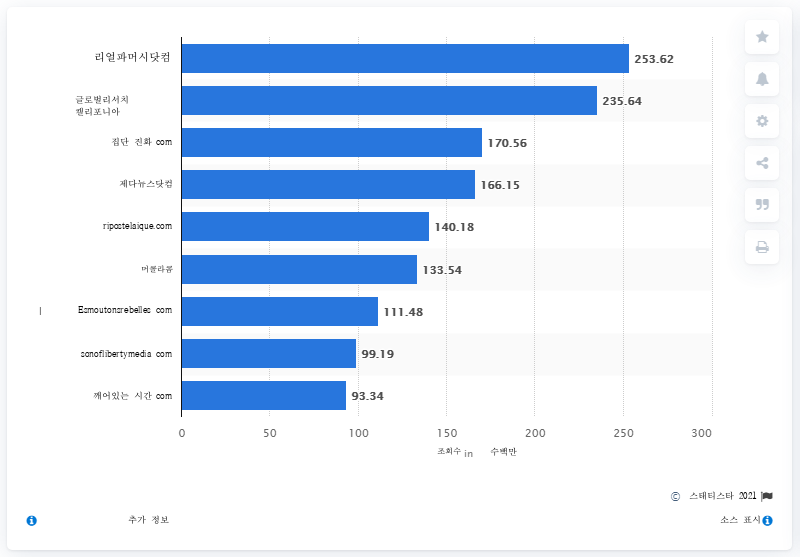 리얼파머시닷컴
253.62
글로벌리서치
캘리포니아
235.64
집단 진화 com
170.56
제다뉴스닷컴
166.15
ripostelaique.com
140.18
머콜라콤
133.54
Esmoutonsrebelles com
111.48
sonoflibertymedia com
99.19
깨어있는 시간 com
93.34
0 50 100 150 200 250 300
조회수 in 수백만
© 스태티스타 2021
추가 정보
소스 표시